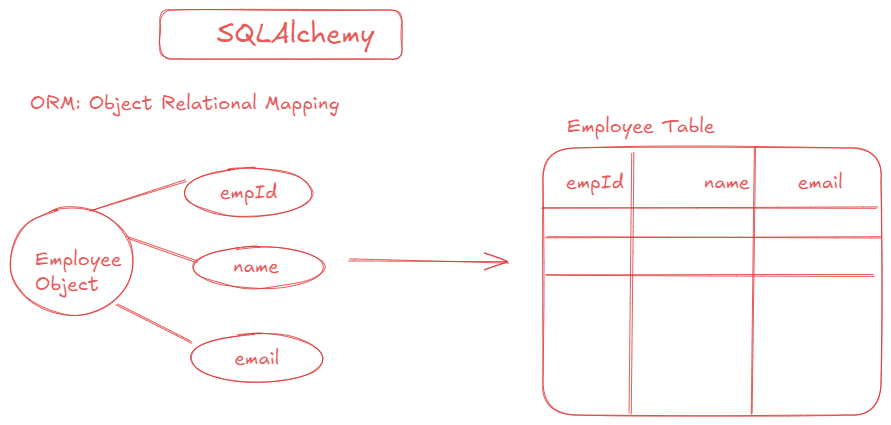 SQLAlchemy
ORM: Object Relational Mapping
Employee Table
empId
name
email
Employee
Object
empId
name
email